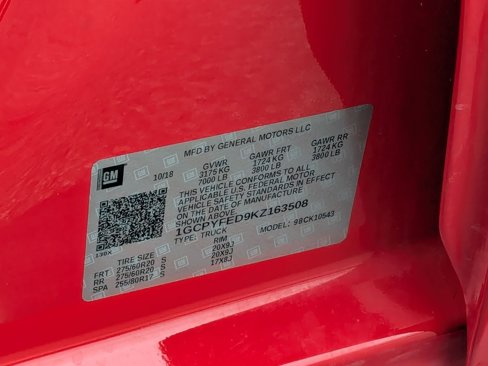 MFD BY GENERAL MOTORS LLC
GM 10/18 GVWR GAWR FRT GAWR RR
3175 KG 1724 KG 1724 KG
7000 LB 3800 LB 3800 LB
THIS VEHICLE CONFORMS TO ALL
APPLICABLE U.S. FEDERAL MOTOR
VEHICLE SAFETY STANDARDS IN EFFECT
ON THE DATE OF MANUFACTURE
SHOWN ABOVE
1GCPYFED9KZ163508
TYPE: TRUCK MODEL: 98CK10543
TIRE SIZE RIM
FRT 275/60R20 S 20X9J
RR 275/60R20 S 20X9J
SPA 255/80R17 S 17X8J